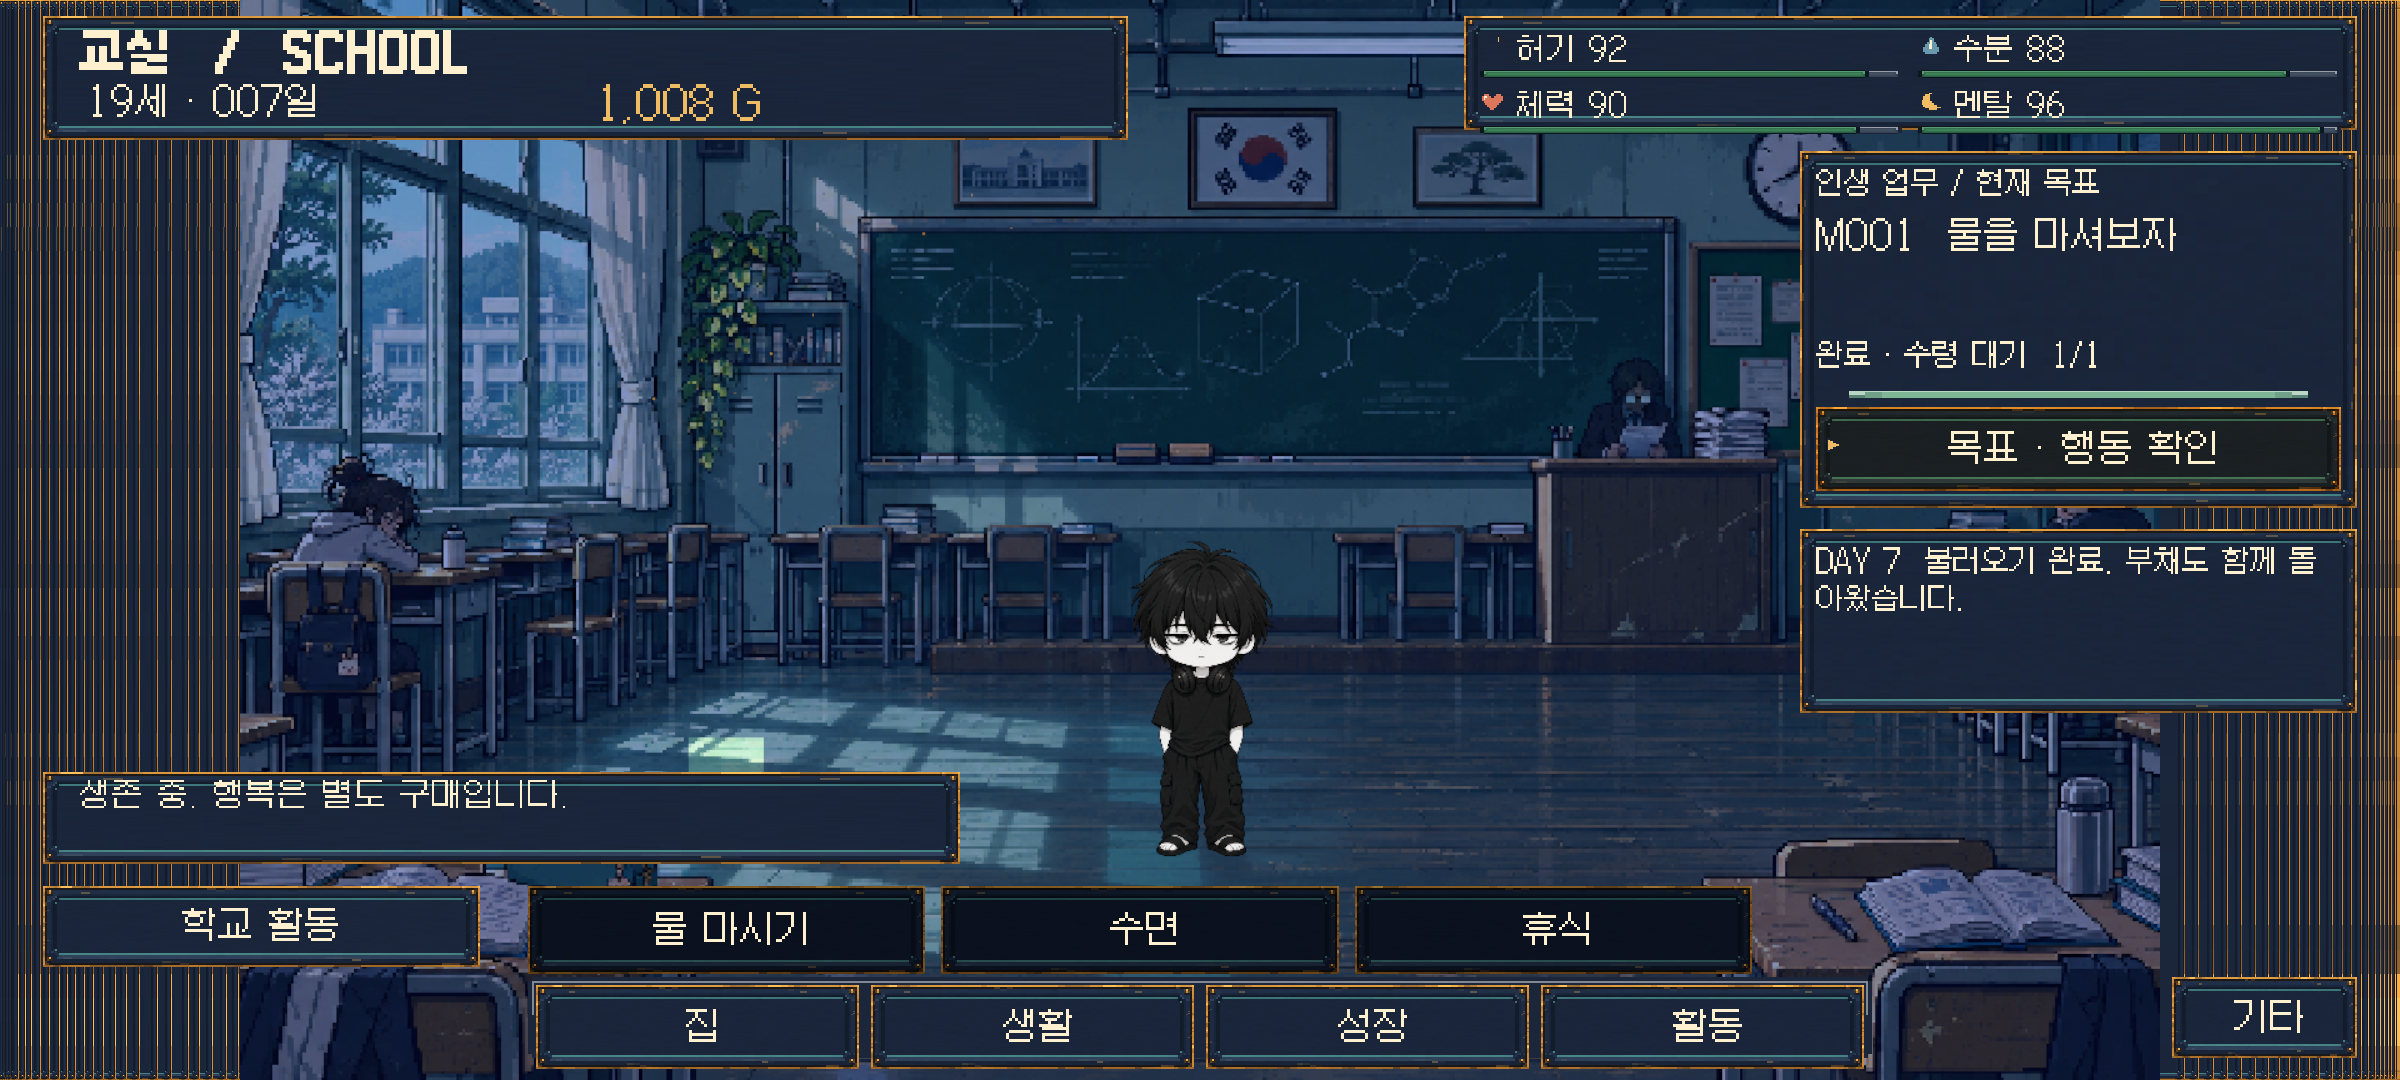 교실 / SCHOOL
19세 · 007일 1,008 G
허기 92 수분 88
체력 90 멘탈 96
인생 업무 / 현재 목표
M001 물을 마셔보자
완료 · 수령 대기 1/1
목표 · 행동 확인
DAY 7 불러오기 완료. 부채도 함께 돌
아왔습니다.
생존 중. 행복은 별도 구매입니다.
학교 활동 물 마시기 수면 휴식
집 생활 성장 활동 기타